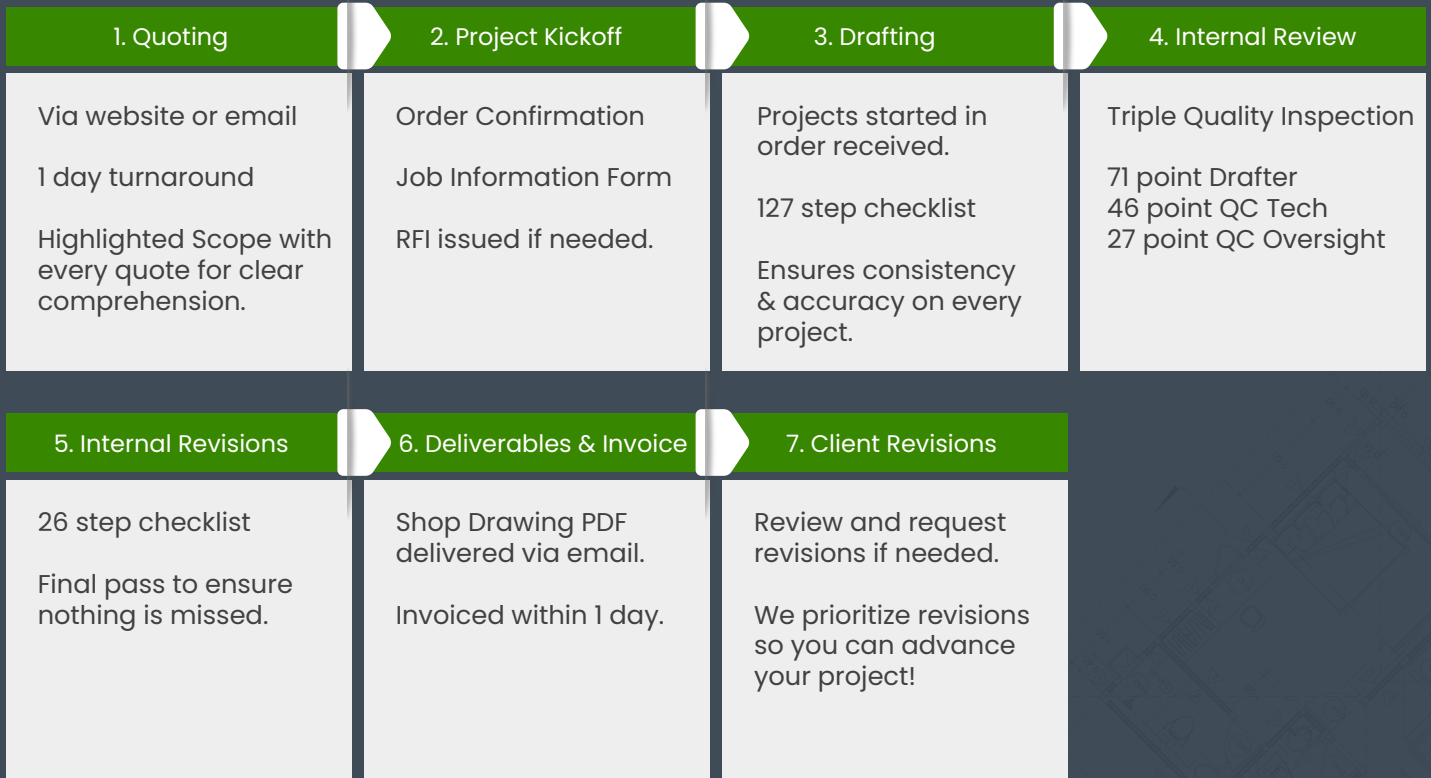 1. Quoting
Via website or email
1 day turnaround
Highlighted Scope with
every quote for clear
comprehension.
2. Project Kickoff
Order Confirmation
Job Information Form
RFI issued if needed.
3. Drafting
Projects started in
order received.
127 step checklist
Ensures consistency
& accuracy on every
project.
4. Internal Review
Triple Quality Inspection
71 point Drafter
46 point QC Tech
27 point QC Oversight
5. Internal Revisions
26 step checklist
Final pass to ensure
nothing is missed.
6. Deliverables & Invoice
Shop Drawing PDF
delivered via email.
Invoiced within 1 day.
7. Client Revisions
Review and request
revisions if needed.
We prioritize revisions
so you can advance
your project!